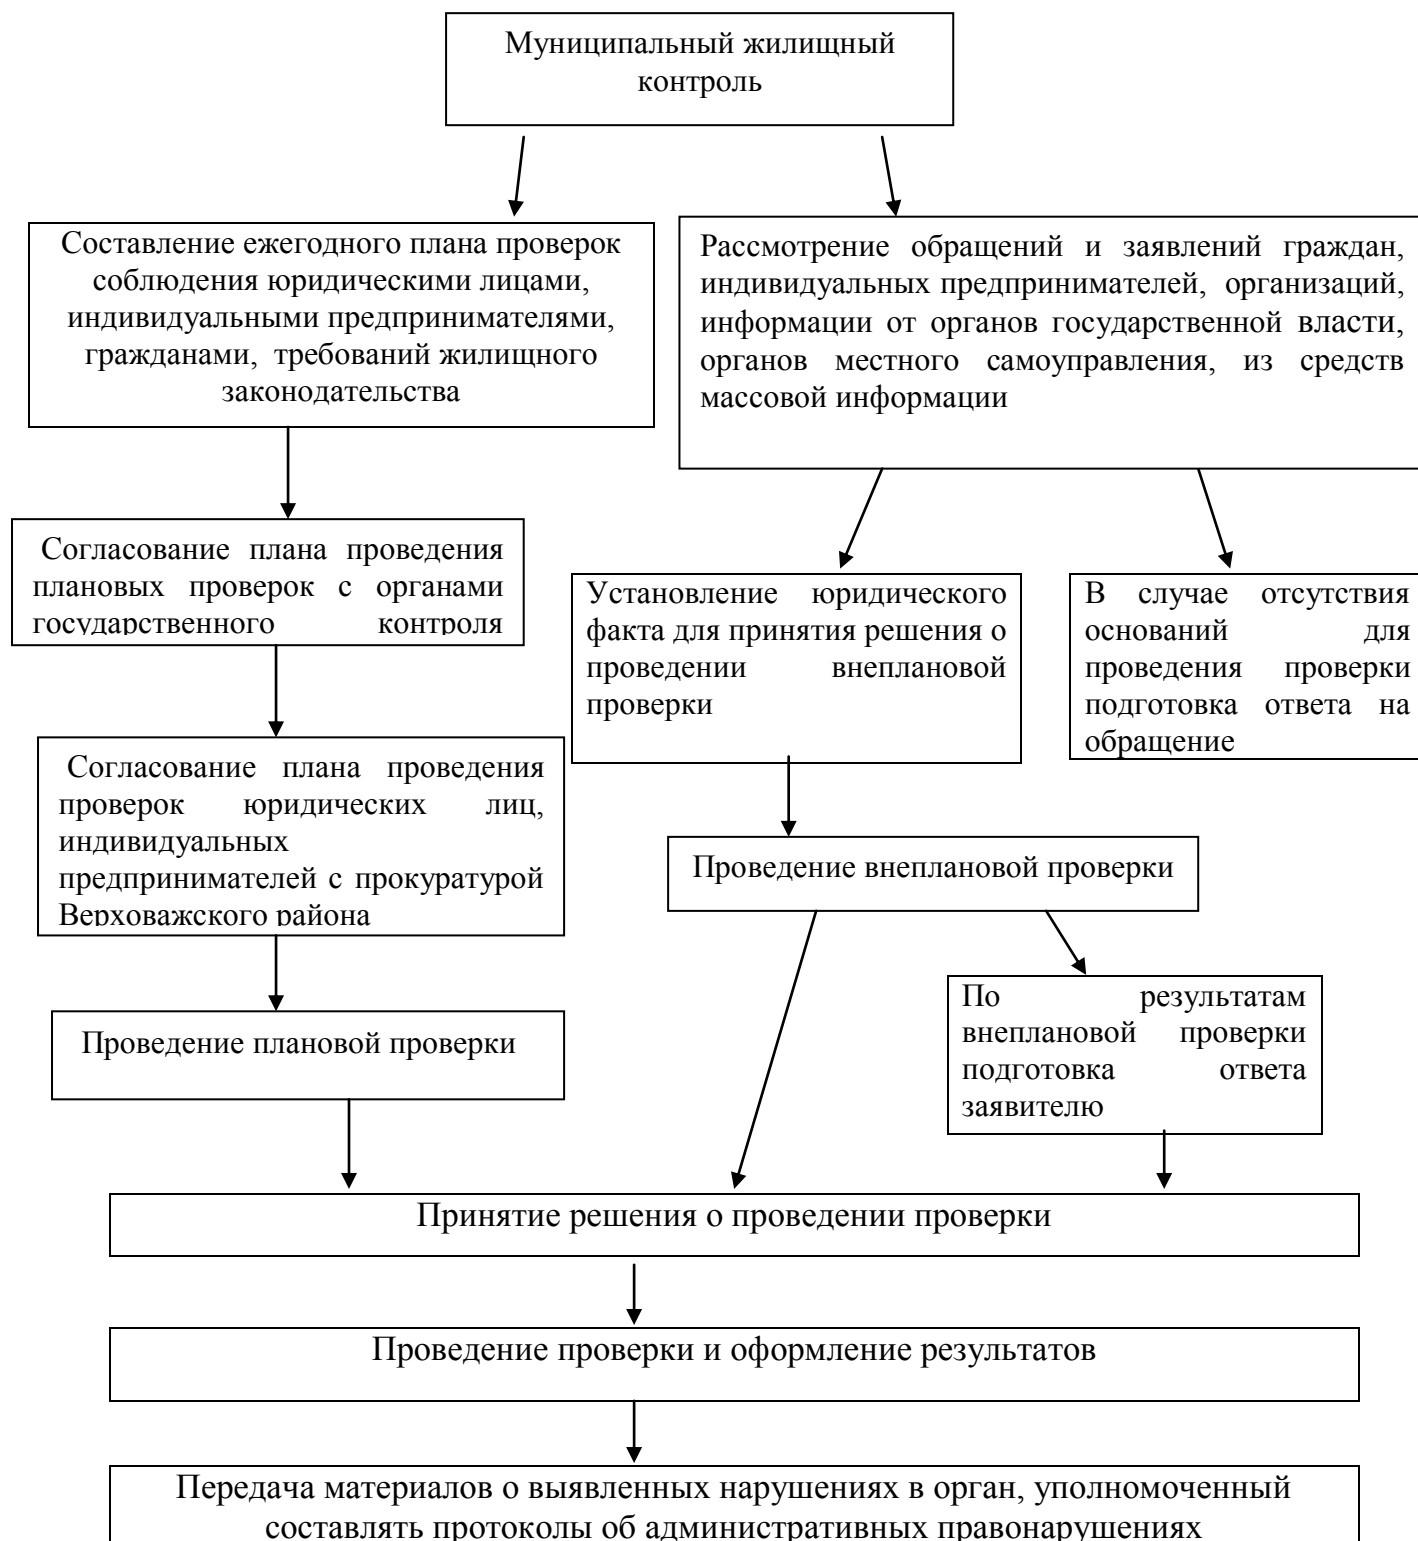 Муниципальный жилищный
контроль
Составление ежегодного плана проверок
соблюдения юридическими лицами,
индивидуальными предпринимателями,
гражданами, требований жилищного
законодательства
Рассмотрение обращений и заявлений граждан,
индивидуальных предпринимателей, организаций,
информации от органов государственной власти,
органов местного самоуправления, из средств
массовой информации
Согласование плана проведения
плановых проверок с органами
государственного контроля
Установление юридического
факта для принятия решения о
проведении внеплановой
проверки
В случае отсутствия
оснований для
проведения проверки
подготовка ответа на
обращение
Согласование плана проведения
проверок юридических лиц,
индивидуальных
предпринимателей с прокуратурой
Верховажского района
Проведение внеплановой проверки
По результатам
внеплановой проверки
подготовка ответа
заявителю
Проведение плановой проверки
Принятие решения о проведении проверки
Проведение проверки и оформление результатов
Передача материалов о выявленных нарушениях в орган, уполномоченный
составлять протоколы об административных правонарушениях